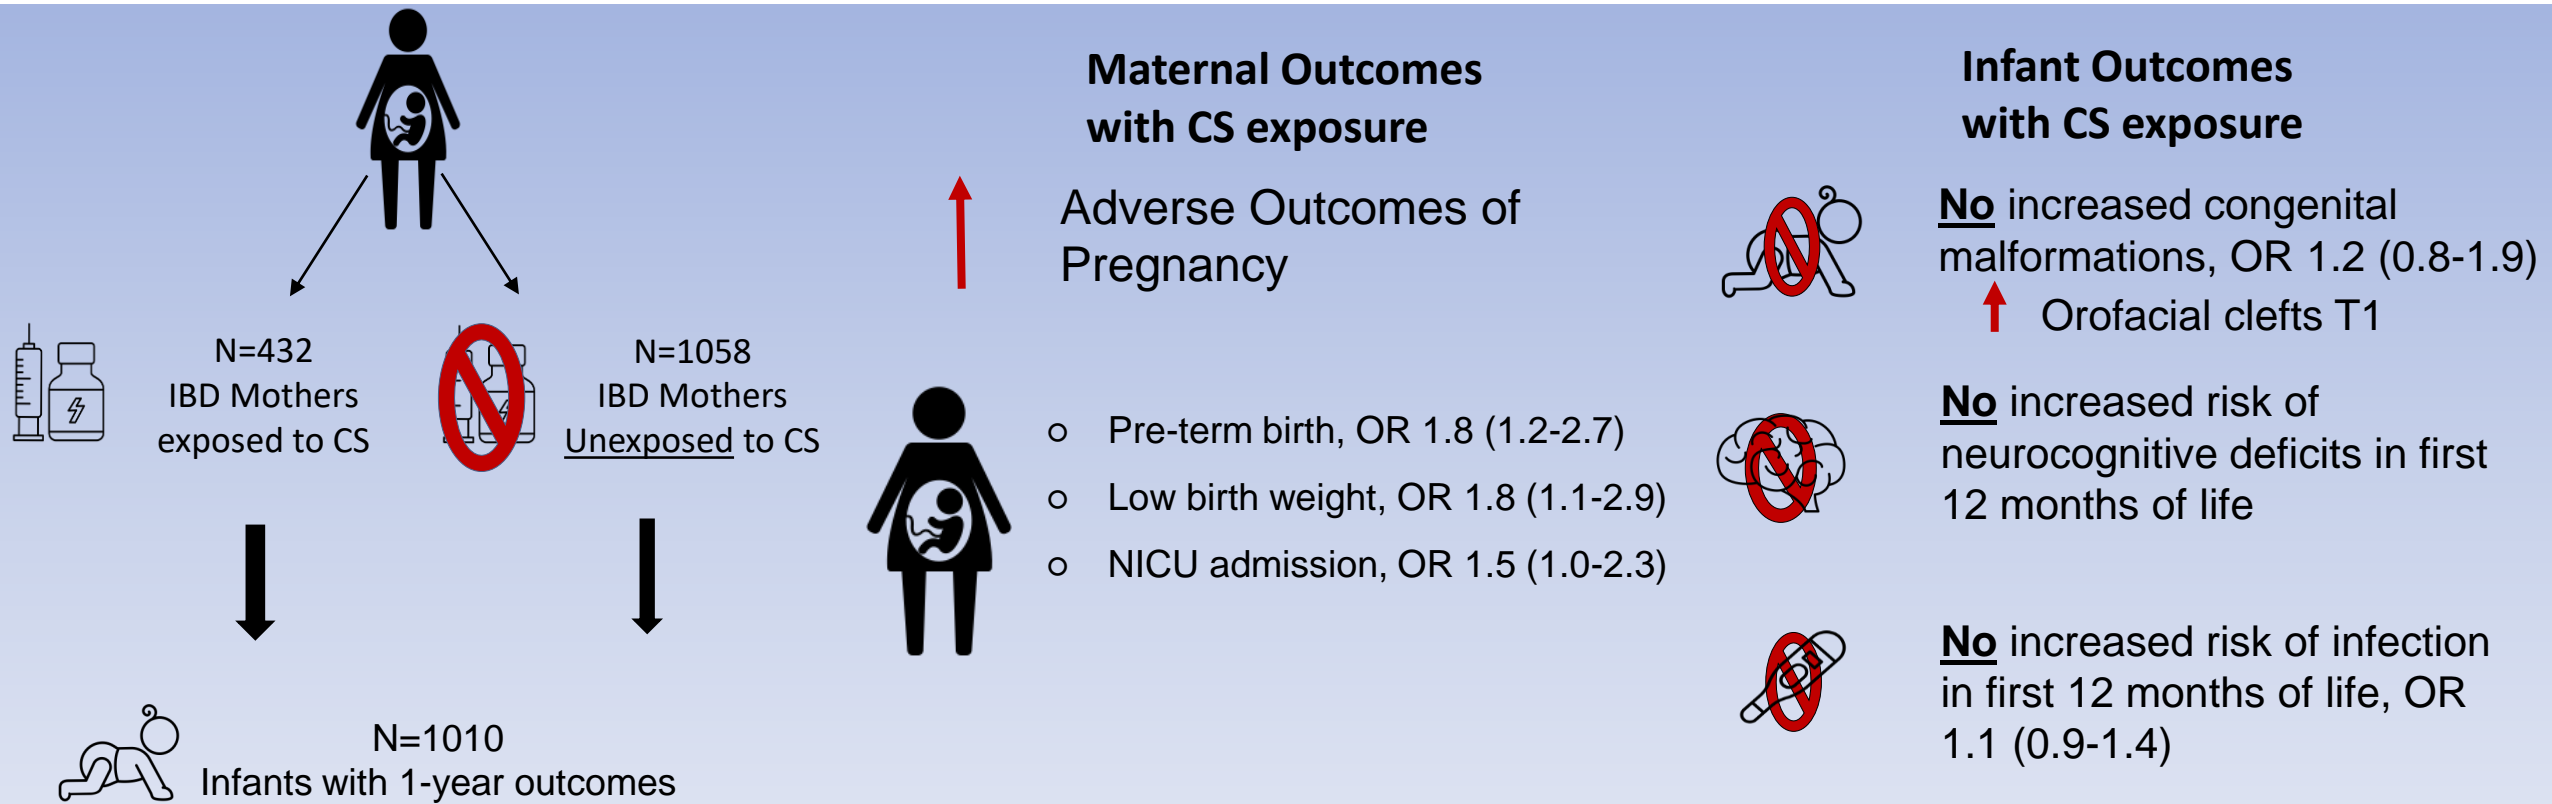 N=432
IBD Mothers
exposed to CS
N=1058
IBD Mothers
Unexposed to CS
N=1010
Infants with 1-year outcomes
Maternal Outcomes
with CS exposure
Adverse Outcomes of
Pregnancy
○ Pre-term birth, OR 1.8 (1.2-2.7)
○ Low birth weight, OR 1.8 (1.1-2.9)
○ NICU admission, OR 1.5 (1.0-2.3)
Infant Outcomes
with CS exposure
No increased congenital
malformations, OR 1.2 (0.8-1.9)
Orofacial clefts T1
No increased risk of
neurocognitive deficits in first
12 months of life
No increased risk of infection
in first 12 months of life, OR
1.1 (0.9-1.4)